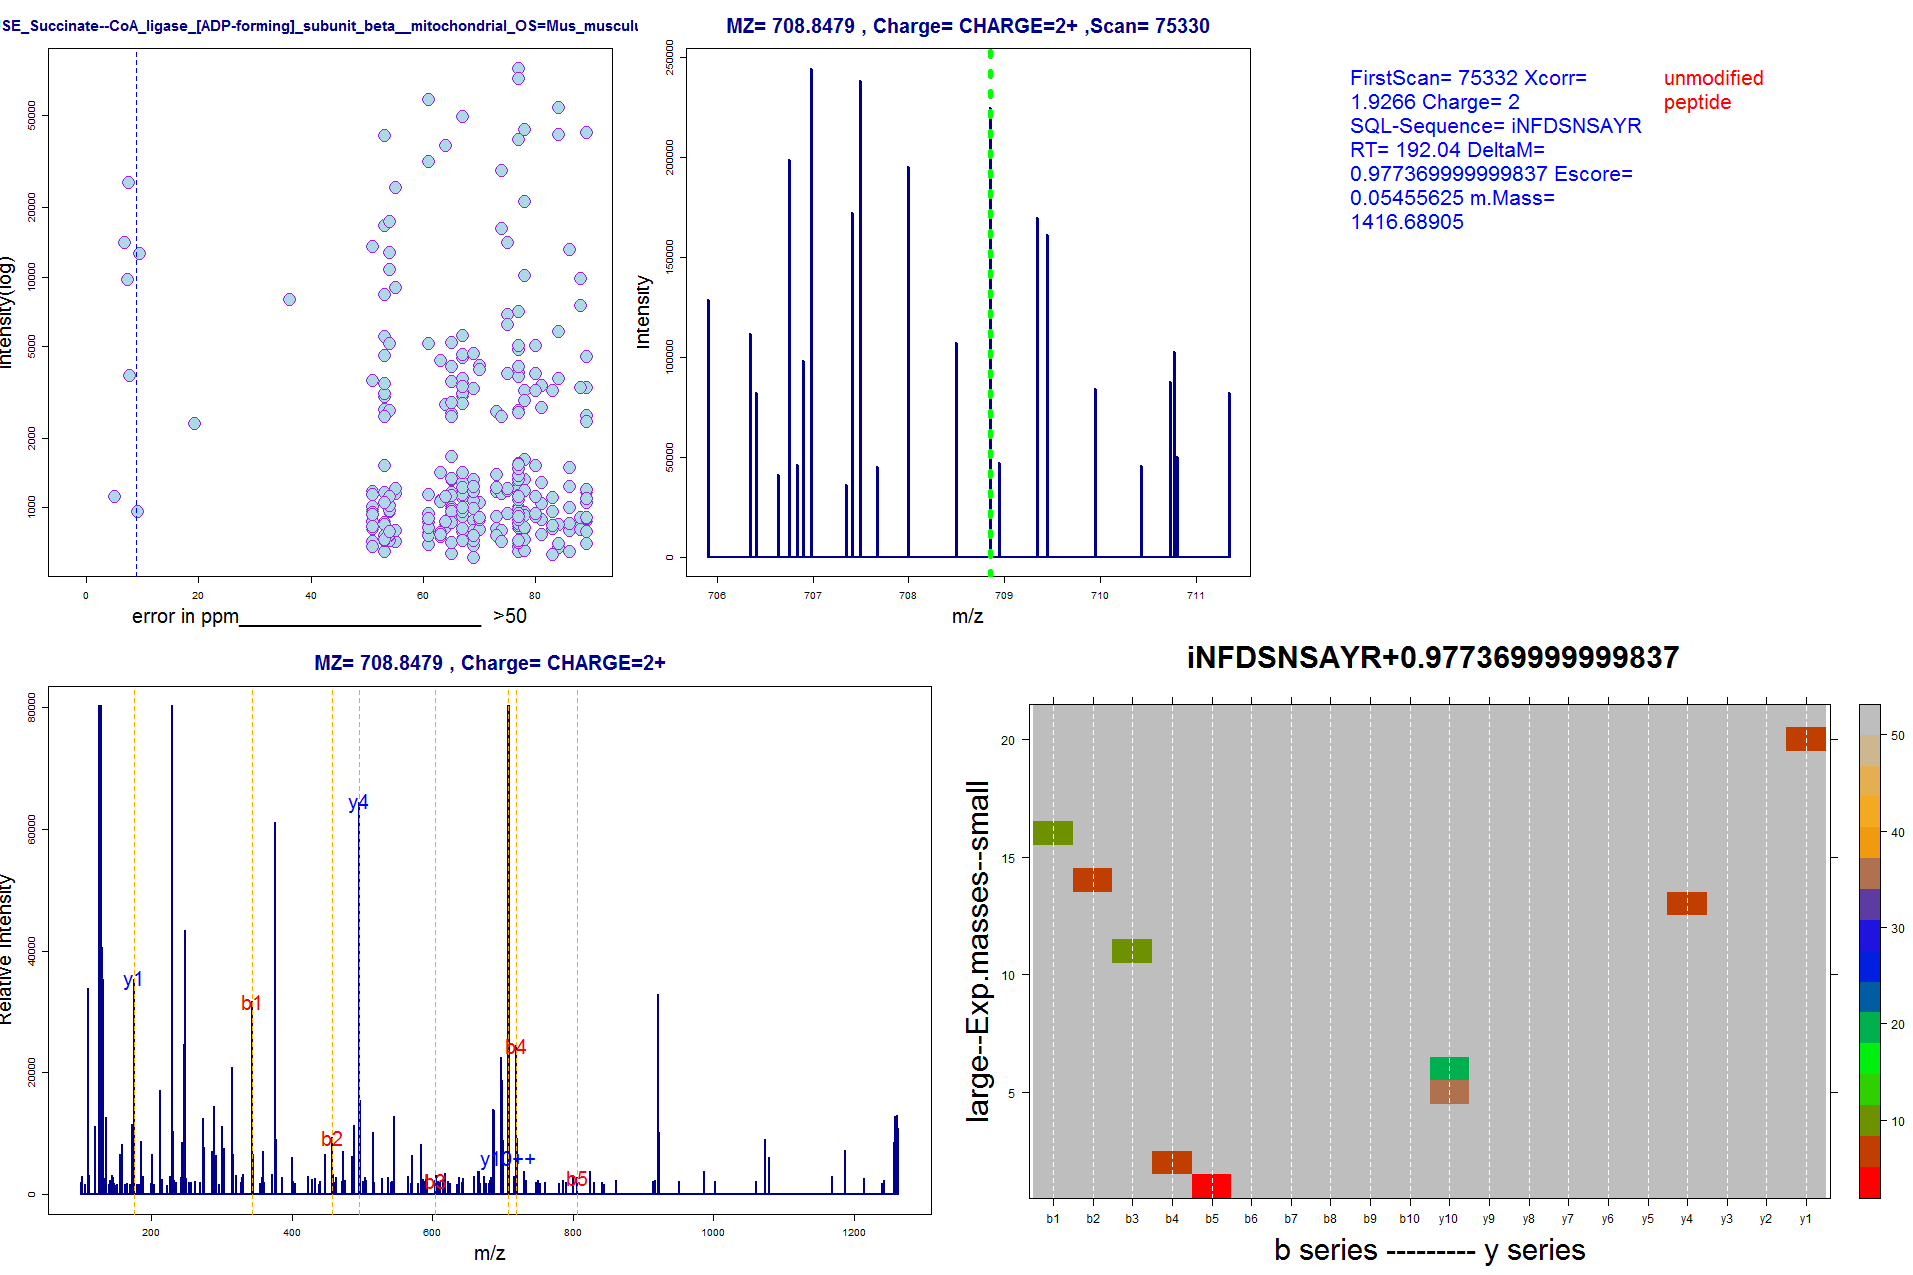 SE_Succinate--CoA_ligase_[ADP-forming]_subunit_beta__mitochondrial_OS=Mus_muscul
Intensity(log)
1000 2000 5000 10000 20000 50000
0 20 40 60 80
error in ppm______________________ >50
MZ= 708.8479 , Charge= CHARGE=2+ ,Scan= 75330
Intensity
0 50000 100000 150000 200000 250000
706 707 708 709 710 711
m/z
FirstScan= 75332 Xcorr=
1.9266 Charge= 2
SQL-Sequence= iNFDSNSAYR
RT= 192.04 DeltaM=
0.977369999999837 Escore=
0.05455625 m.Mass=
1416.68905
unmodified
peptide
MZ= 708.8479 , Charge= CHARGE=2+
Relative Intensity
0 20000 40000 60000 80000
y1
b1
b2
y4
b3
y10++
b4
b5
200 400 600 800 1000 1200
m/z
iNFDSNSAYR+0.977369999999837
large--Exp.masses--small
5 10 15 20
b1 b2 b3 b4 b5 b6 b7 b8 b9 b10 y10 y9 y8 y7 y6 y5 y4 y3 y2 y1
b series --------- y series
10 20 30 40 50